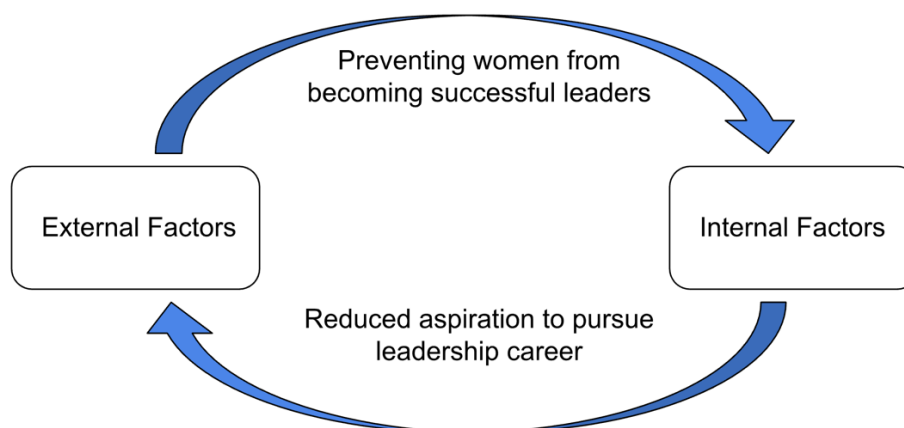 Preventing women from
becoming successful leaders
External Factors
Internal Factors
Reduced aspiration to pursue
leadership career